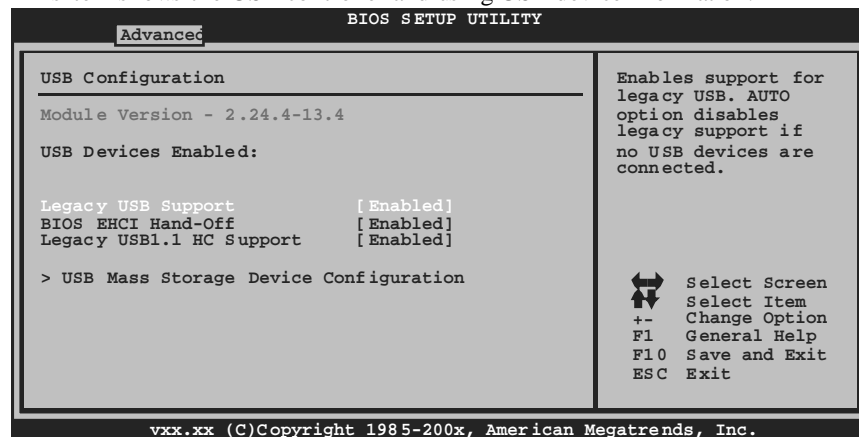 BIOS SETUP UTILITY
Advanced
USB Configuration
Module Version - 2.24.4-13.4
USB Devices Enabled:
Legacy USB Support [Enabled]
BIOS EHCI Hand-Off [Enabled]
Legacy USB1.1 HC Support [Enabled]
> USB Mass Storage Device Configuration
Enables support for
legacy USB. AUTO
option disables
legacy support if
no USB devices are
connected.
Select Screen
Select Item
+- Change Option
F1 General Help
F10 Save and Exit
ESC Exit
vxx.xx (C)Copyright 1985-200x, American Megatrends, Inc.